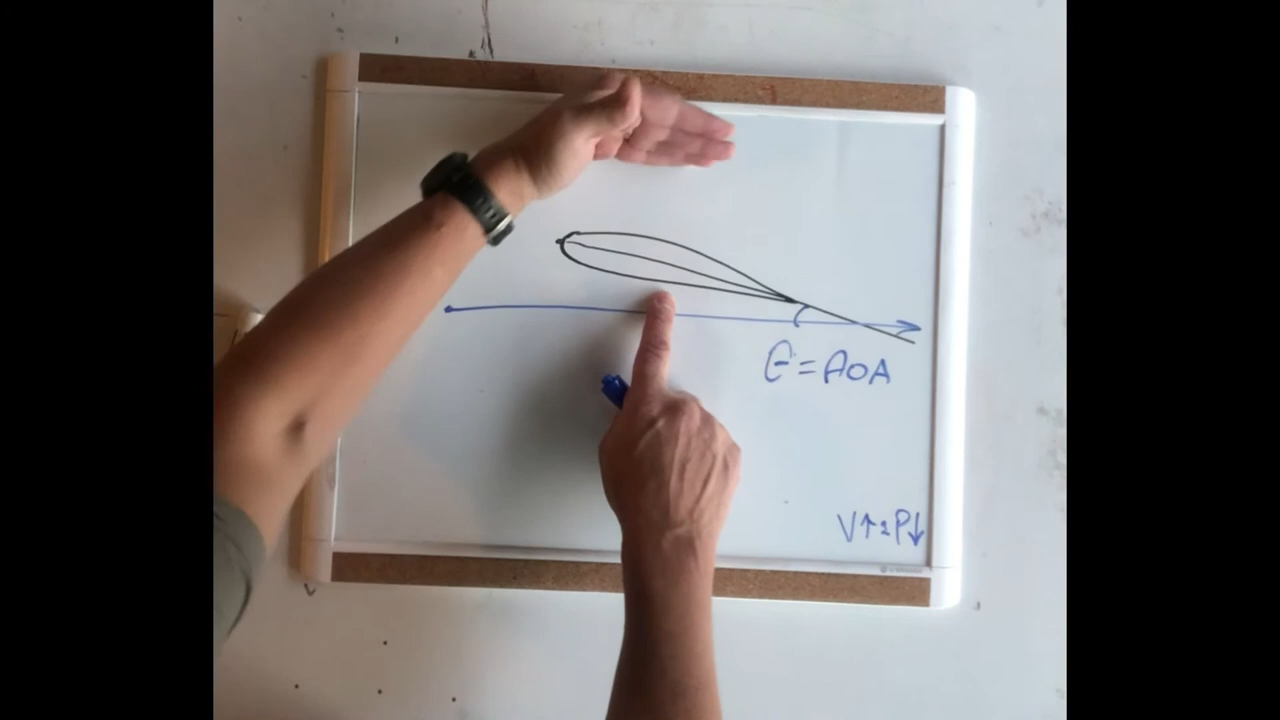 θ = AOA
V↑ = P↓